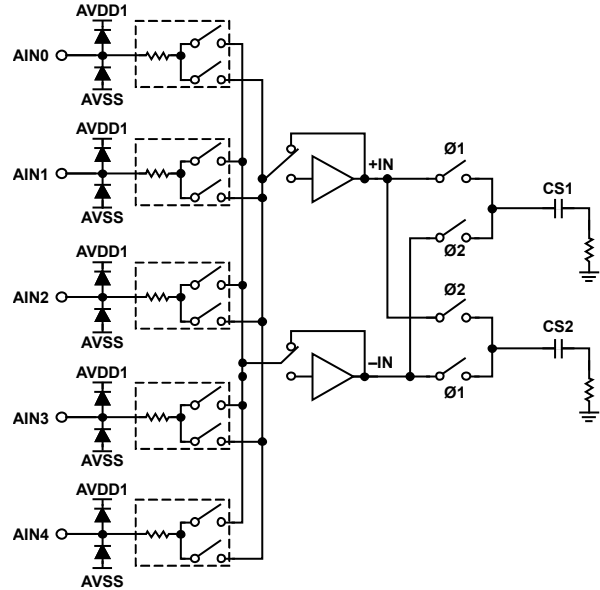 AVDD1
AIN0
AVSS
AVDD1
AIN1
AVSS
AVDD1
AIN2
AVSS
AVDD1
AIN3
AVSS
AVDD1
AIN4
AVSS
+IN
–IN
Ø1
Ø2
Ø2
Ø1
CS1
CS2